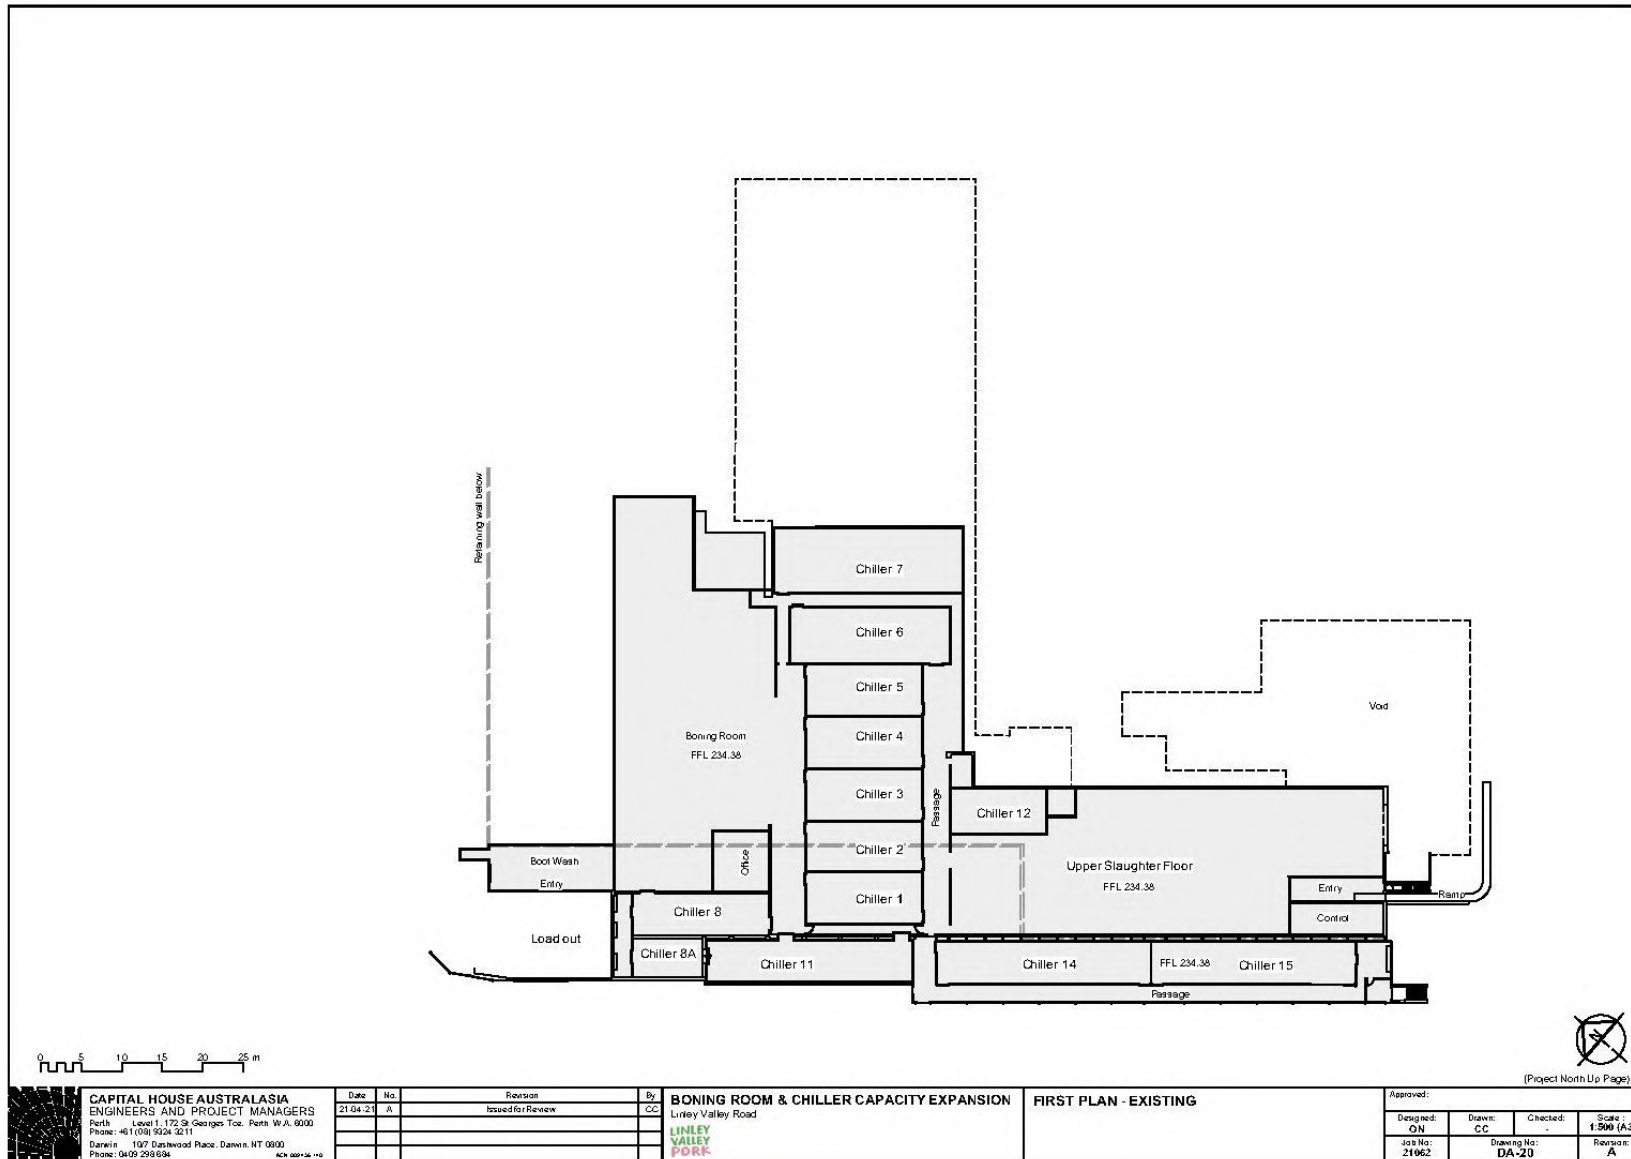 Retaining wall below
Chiller 7
Chiller 6
Chiller 5
Boning Room
FFL 234.38
Chiller 4
Void
Chiller 3
Passage
Chiller 12
Chiller 2
Office
Boot Wash
Entry
Upper Slaughter Floor
FFL 234.38
Chiller 1
Entry
Ramp
Chiller 8
Control
Load out
Chiller 8A
Chiller 11
Chiller 14
FFL 234.38
Chiller 15
Passage
0 5 10 15 20 25 m
(Project North Up Page)
CAPITAL HOUSE AUSTRALASIA
ENGINEERS AND PROJECT MANAGERS
Perth Level 1, 172 St Georges Tce, Perth W.A. 6000
Phone: +61 (08) 9324 3211
Darwin 10/7 Dashwood Place, Darwin, NT 0800
Phone: 0409 298 684
Date No. Revision By
21-04-21 A Issued for Review CC
BONING ROOM & CHILLER CAPACITY EXPANSION
Linley Valley Road
LINLEY
VALLEY
PORK
FIRST PLAN - EXISTING
Approved:
Designed: Drawn: Checked: Scale:
ON CC - 1:500 (A3
Job No: Drawing No: Revision:
21062 DA-20 A